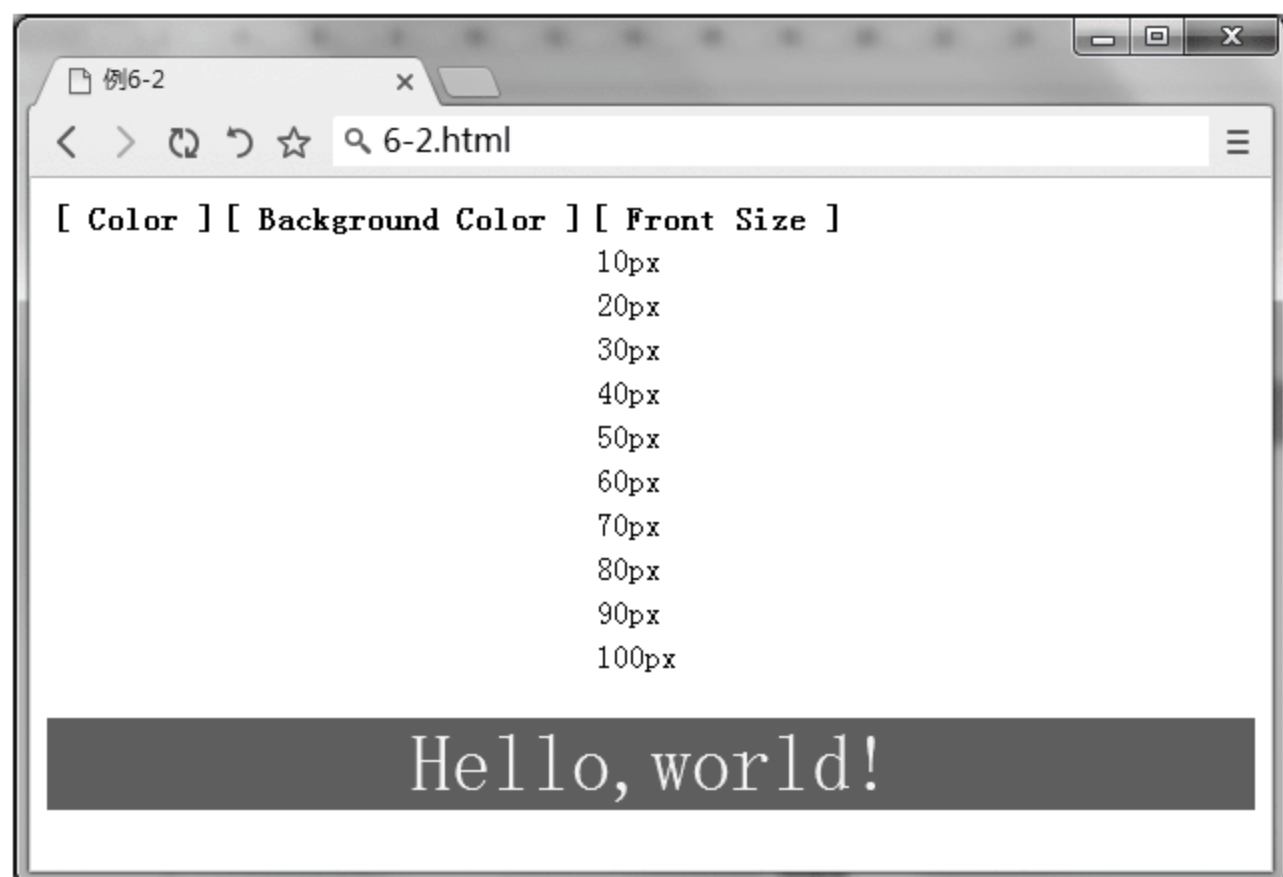 例6-2
6-2.html
[ Color ] [ Background Color ] [ Front Size ]
10px
20px
30px
40px
50px
60px
70px
80px
90px
100px
Hello,world!